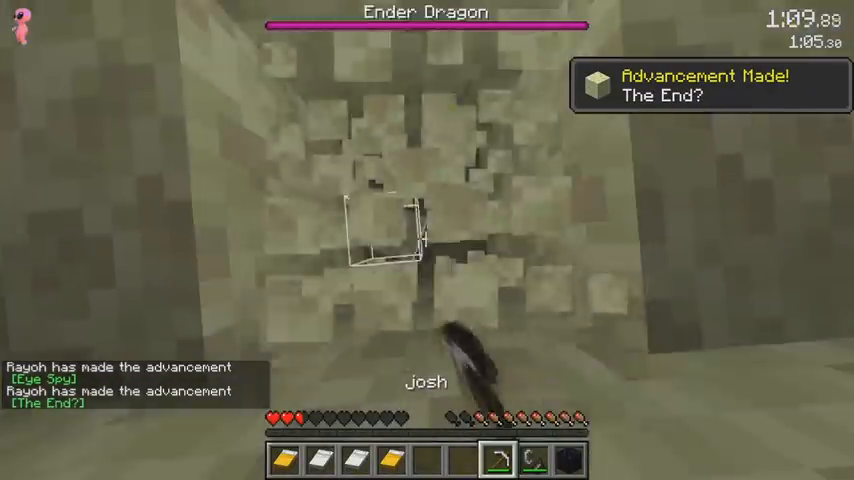 Ender Dragon
1:09.89
1:05.30
Advancement Made!
The End?
Rayoh has made the advancement
[Eye Spy]
Rayoh has made the advancement
[The End?]
josh